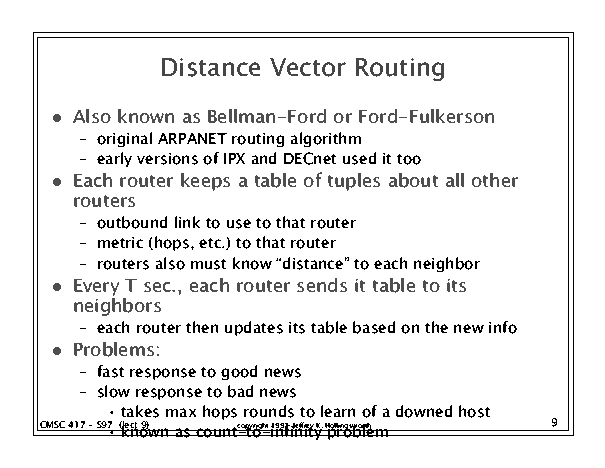 Distance Vector Routing
● Also known as Bellman-Ford or Ford-Fulkerson
– original ARPANET routing algorithm
– early versions of IPX and DECnet used it too
● Each router keeps a table of tuples about all other
routers
– outbound link to use to that router
– metric (hops, etc.) to that router
– routers also must know “distance” to each neighbor
● Every T sec., each router sends it table to its
neighbors
– each router then updates its table based on the new info
● Problems:
– fast response to good news
– slow response to bad news
• takes max hops rounds to learn of a downed host
• known as count-to-infinity problem
CMSC 417 - S97 (lect 9)
copyright 1997 Jeffrey K. Hollingsworth
9